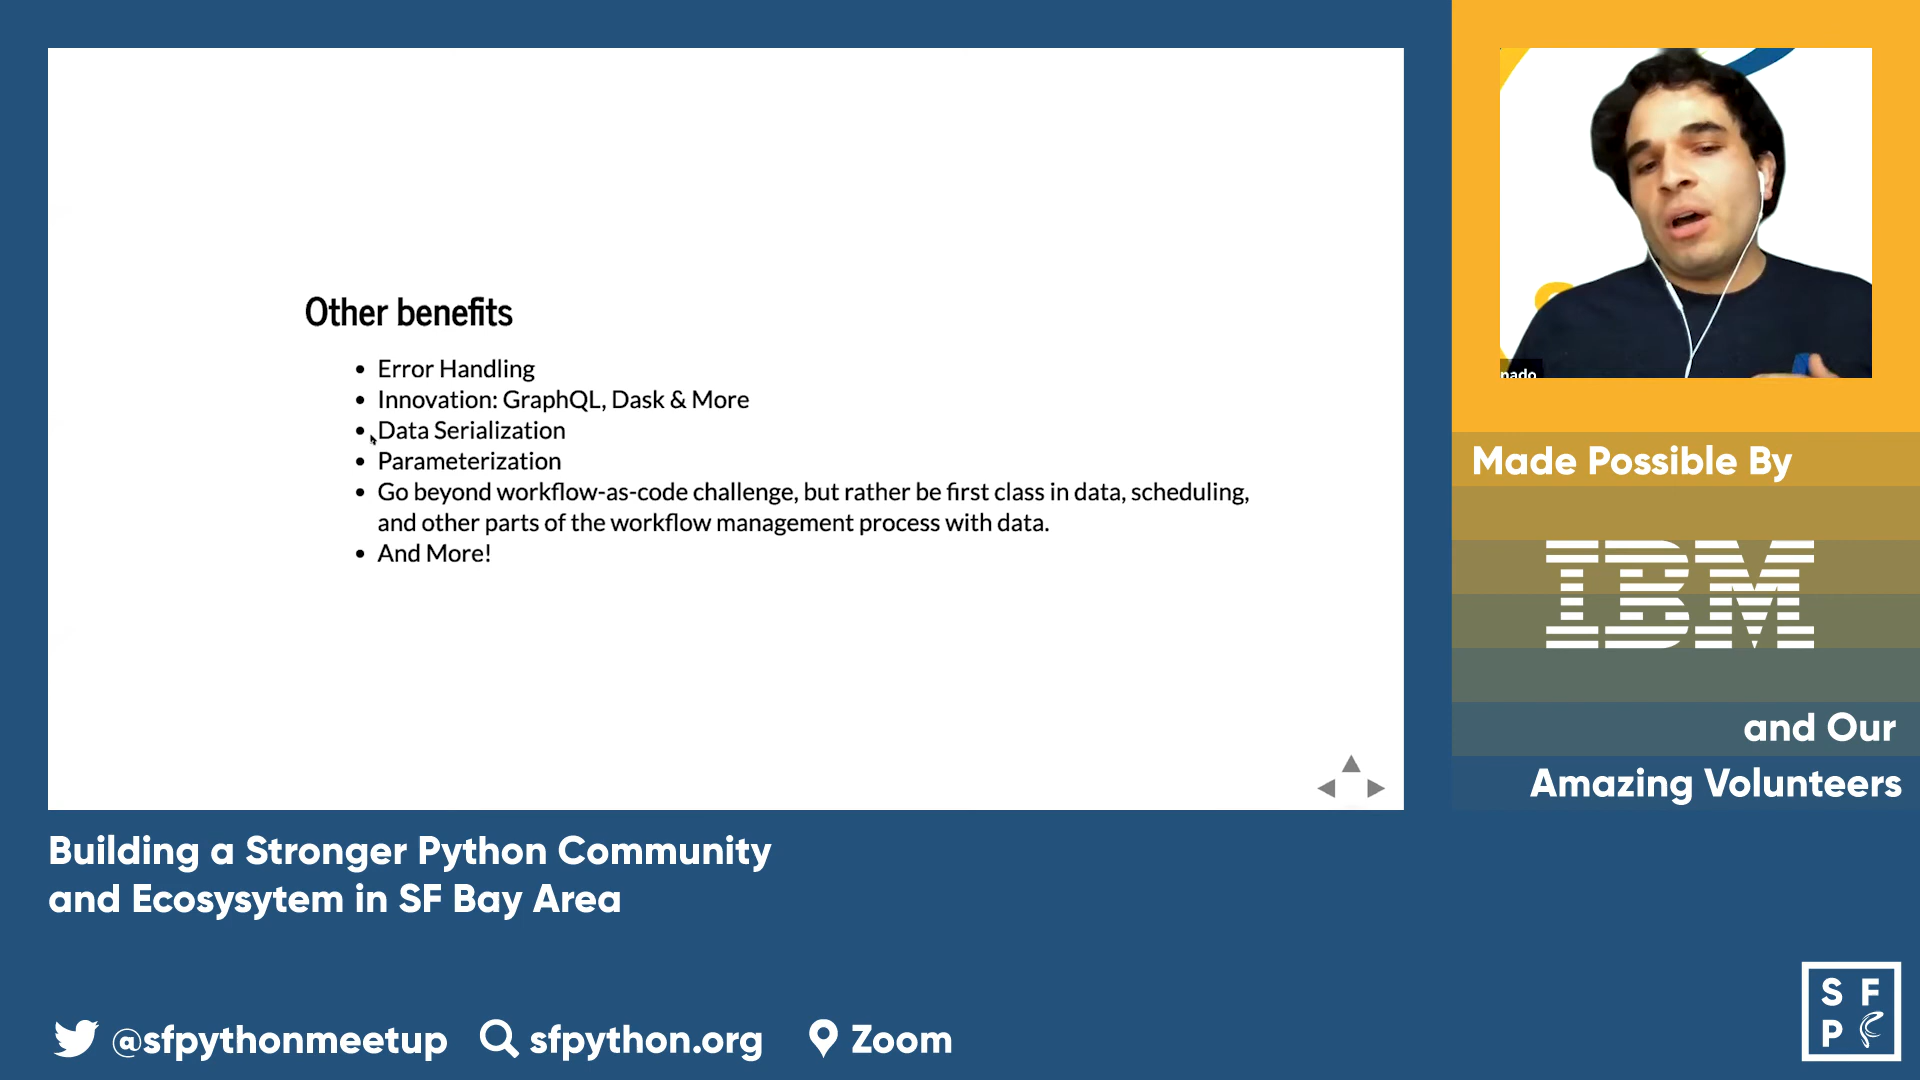 Other benefits
Error Handling
Innovation: GraphQL, Dask & More
Data Serialization
Parameterization
Go beyond workflow-as-code challenge, but rather be first class in data, scheduling,
and other parts of the workflow management process with data.
And More!
nado
Made Possible By
IBM
and Our
Amazing Volunteers
Building a Stronger Python Community
and Ecosysytem in SF Bay Area
@sfpythonmeetup
sfpython.org
Zoom
S F
P